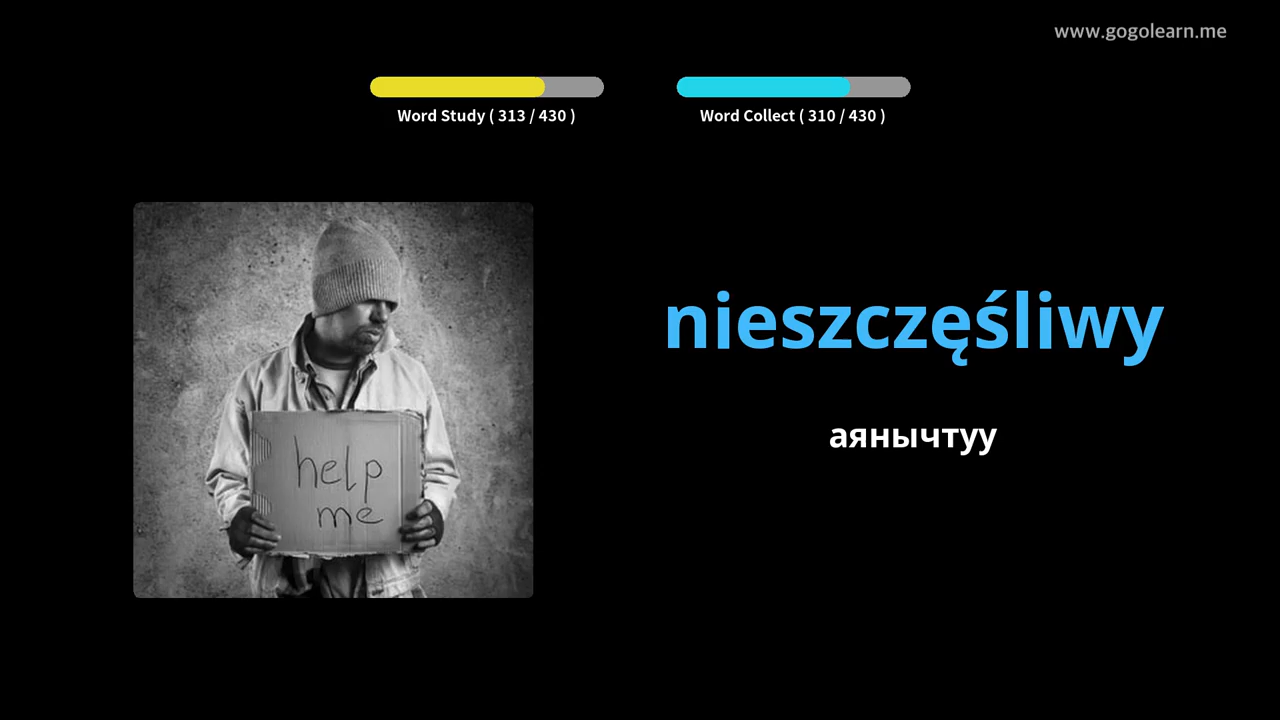 www.gogolearn.me
Word Study ( 313 / 430 )
Word Collect ( 310 / 430 )
help
me
nieszczęśliwy
аянычтуу